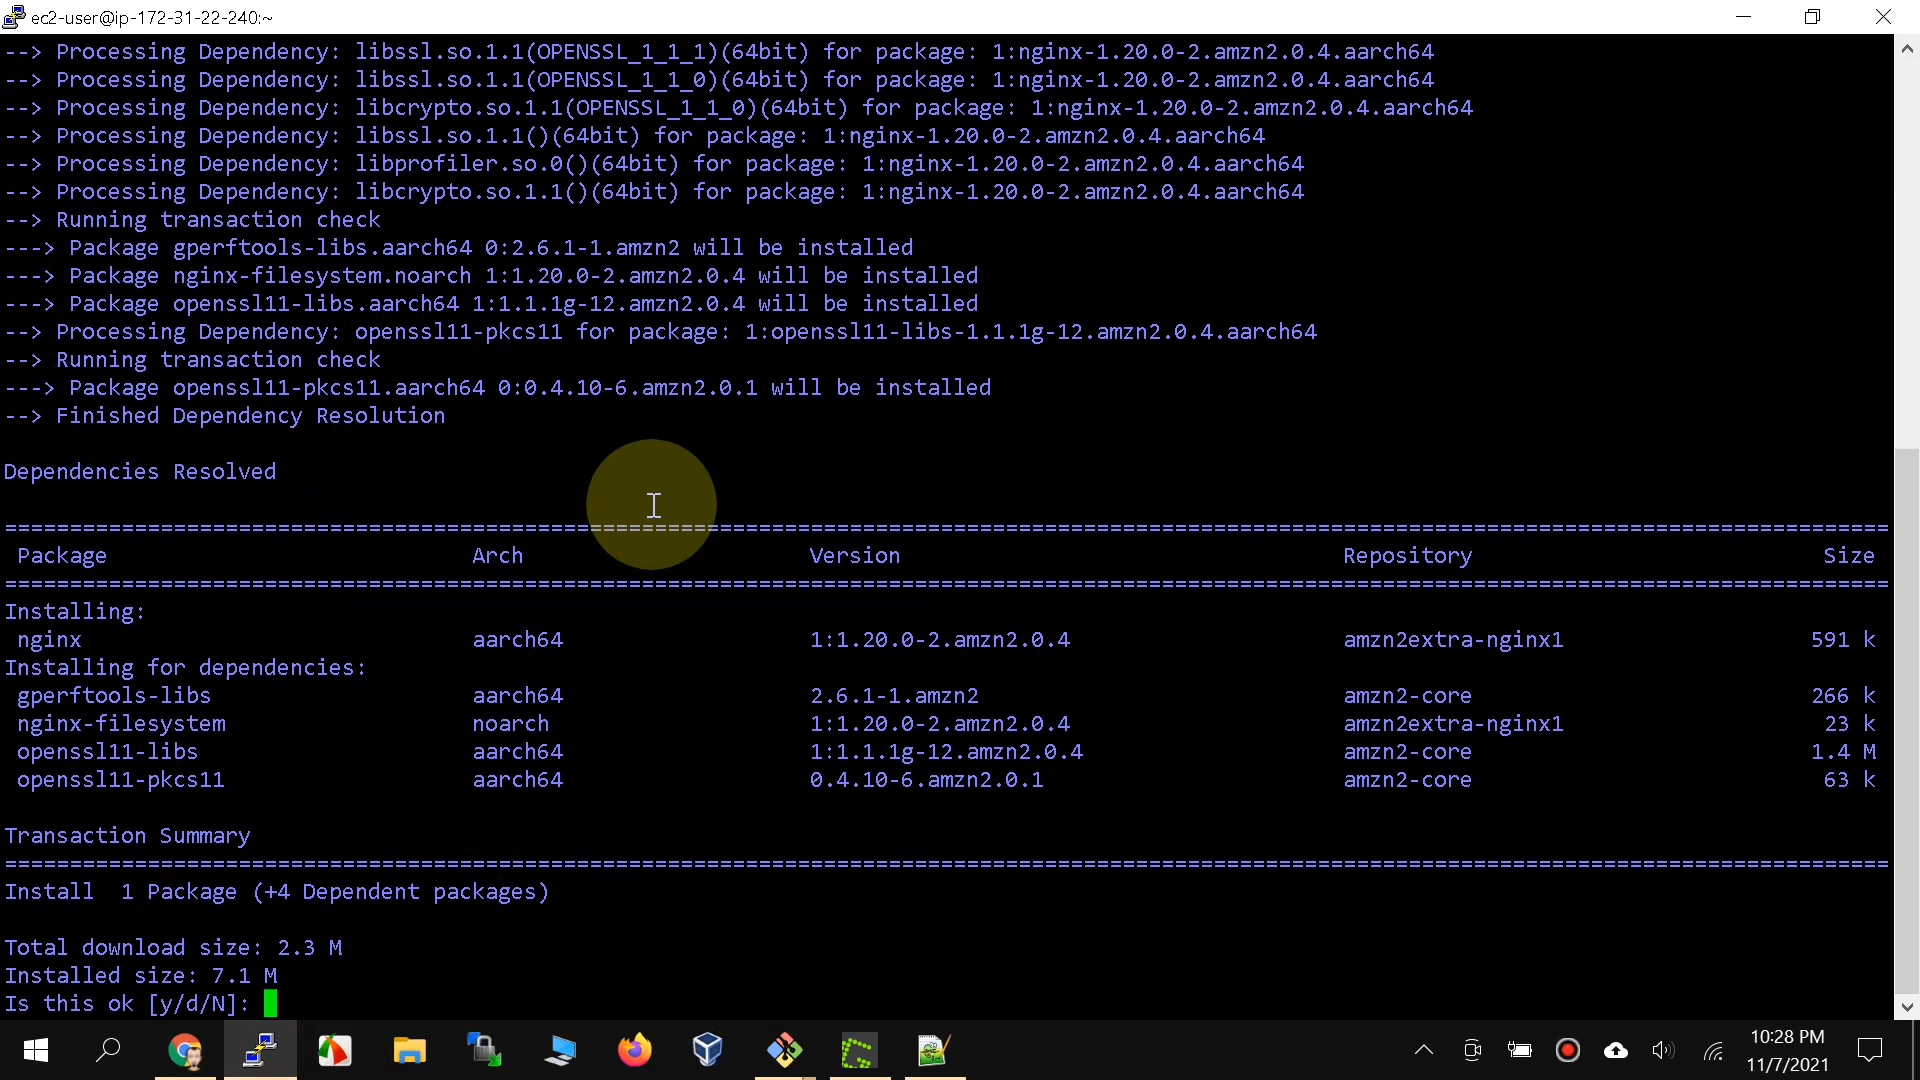 ec2-user@ip-172-31-22-240:~
--> Processing Dependency: libssl.so.1.1(OPENSSL_1_1_1)(64bit) for package: 1:nginx-1.20.0-2.amzn2.0.4.aarch64
--> Processing Dependency: libssl.so.1.1(OPENSSL_1_1_0)(64bit) for package: 1:nginx-1.20.0-2.amzn2.0.4.aarch64
--> Processing Dependency: libcrypto.so.1.1(OPENSSL_1_1_0)(64bit) for package: 1:nginx-1.20.0-2.amzn2.0.4.aarch64
--> Processing Dependency: libssl.so.1.1()(64bit) for package: 1:nginx-1.20.0-2.amzn2.0.4.aarch64
--> Processing Dependency: libprofiler.so.0()(64bit) for package: 1:nginx-1.20.0-2.amzn2.0.4.aarch64
--> Processing Dependency: libcrypto.so.1.1()(64bit) for package: 1:nginx-1.20.0-2.amzn2.0.4.aarch64
--> Running transaction check
---> Package gperftools-libs.aarch64 0:2.6.1-1.amzn2 will be installed
---> Package nginx-filesystem.noarch 1:1.20.0-2.amzn2.0.4 will be installed
---> Package openssl11-libs.aarch64 1:1.1.1g-12.amzn2.0.4 will be installed
--> Processing Dependency: openssl11-pkcs11 for package: 1:openssl11-libs-1.1.1g-12.amzn2.0.4.aarch64
--> Running transaction check
---> Package openssl11-pkcs11.aarch64 0:0.4.10-6.amzn2.0.1 will be installed
--> Finished Dependency Resolution
Dependencies Resolved
Package Arch Version Repository Size
Installing:
nginx aarch64 1:1.20.0-2.amzn2.0.4 amzn2extra-nginx1 591 k
Installing for dependencies:
gperftools-libs aarch64 2.6.1-1.amzn2 amzn2-core 266 k
nginx-filesystem noarch 1:1.20.0-2.amzn2.0.4 amzn2extra-nginx1 23 k
openssl11-libs aarch64 1:1.1.1g-12.amzn2.0.4 amzn2-core 1.4 M
openssl11-pkcs11 aarch64 0.4.10-6.amzn2.0.1 amzn2-core 63 k
Transaction Summary
Install 1 Package (+4 Dependent packages)
Total download size: 2.3 M
Installed size: 7.1 M
Is this ok [y/d/N]:
10:28 PM
11/7/2021